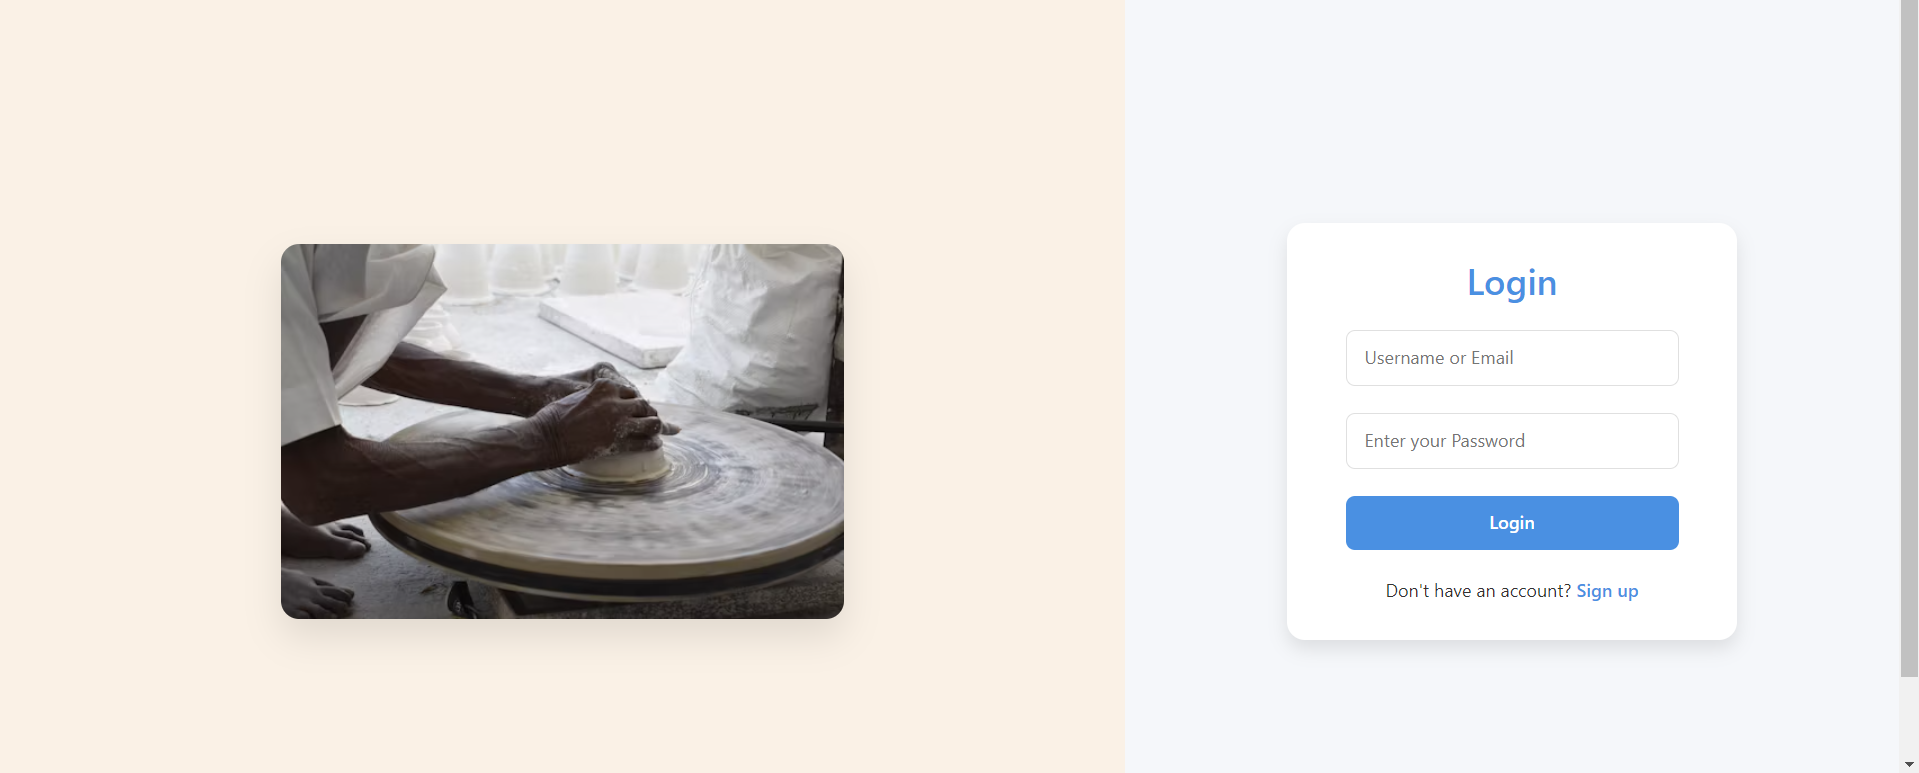 Login
Username or Email
Enter your Password
Login
Don't have an account? Sign up